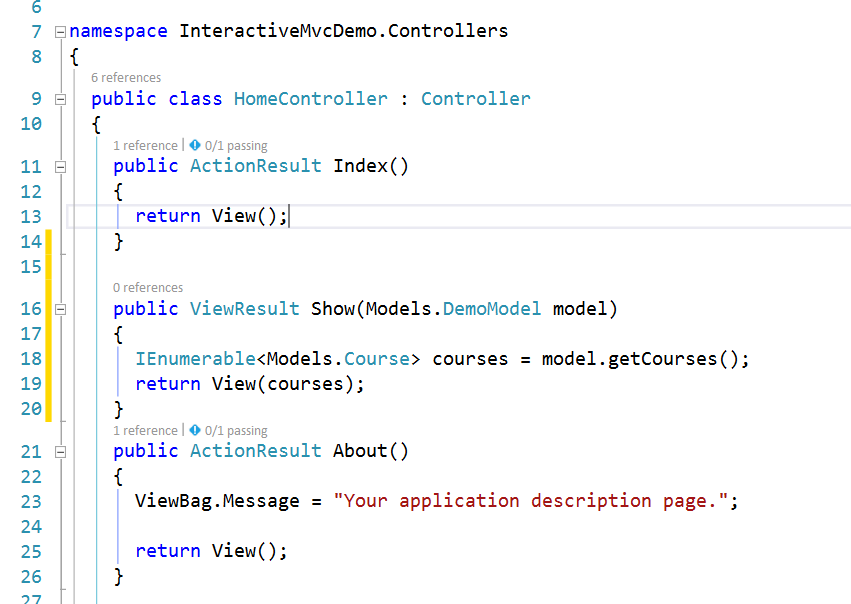 6
7 namespace InteractiveMvcDemo.Controllers
8 {
6 references
9 public class HomeController : Controller
10 {
1 reference | 0/1 passing
11 public ActionResult Index()
12 {
13 return View();
14 }
15
0 references
16 public ViewResult Show(Models.DemoModel model)
17 {
18 IEnumerable<Models.Course> courses = model.getCourses();
19 return View(courses);
20 }
1 reference | 0/1 passing
21 public ActionResult About()
22 {
23 ViewBag.Message = "Your application description page.";
24
25 return View();
26 }
27